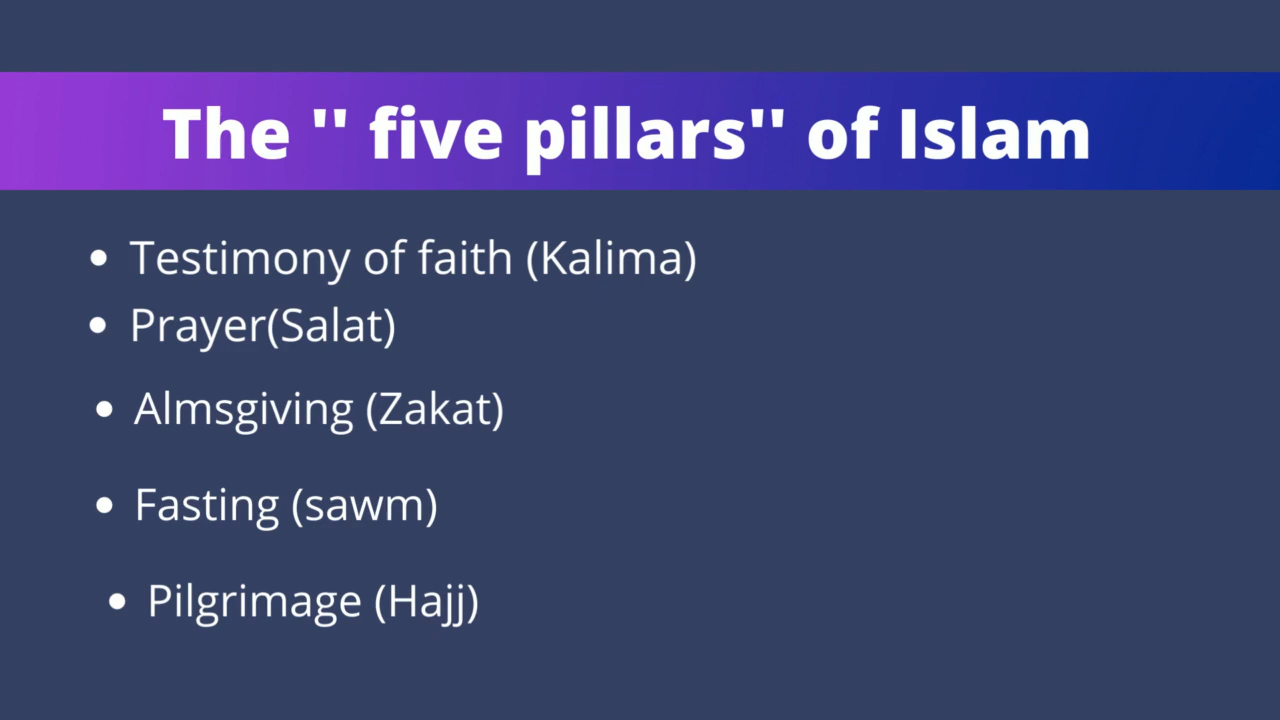 The '' five pillars'' of Islam
• Testimony of faith (Kalima)
• Prayer(Salat)
• Almsgiving (Zakat)
• Fasting (sawm)
• Pilgrimage (Hajj)